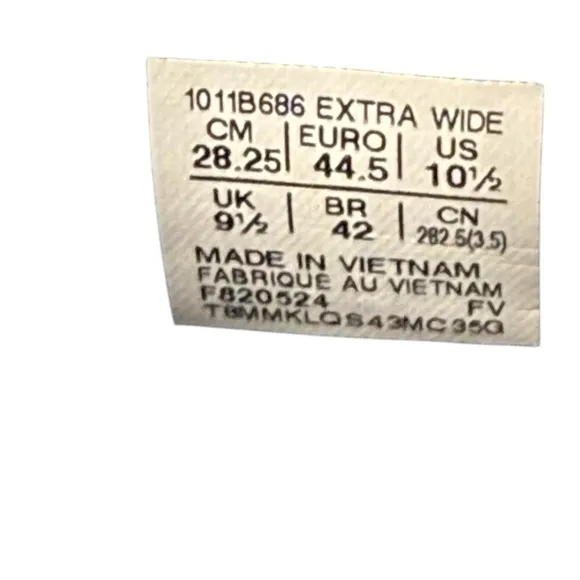 1011B686 EXTRA WIDE
CM | EURO | US
28.25 | 44.5 | 10½
UK | BR | CN
9½ | 42 | 282.5(3.5)
MADE IN VIETNAM
FABRIQUE AU VIETNAM
F820524 FV
TBMMKLQS43MC35G